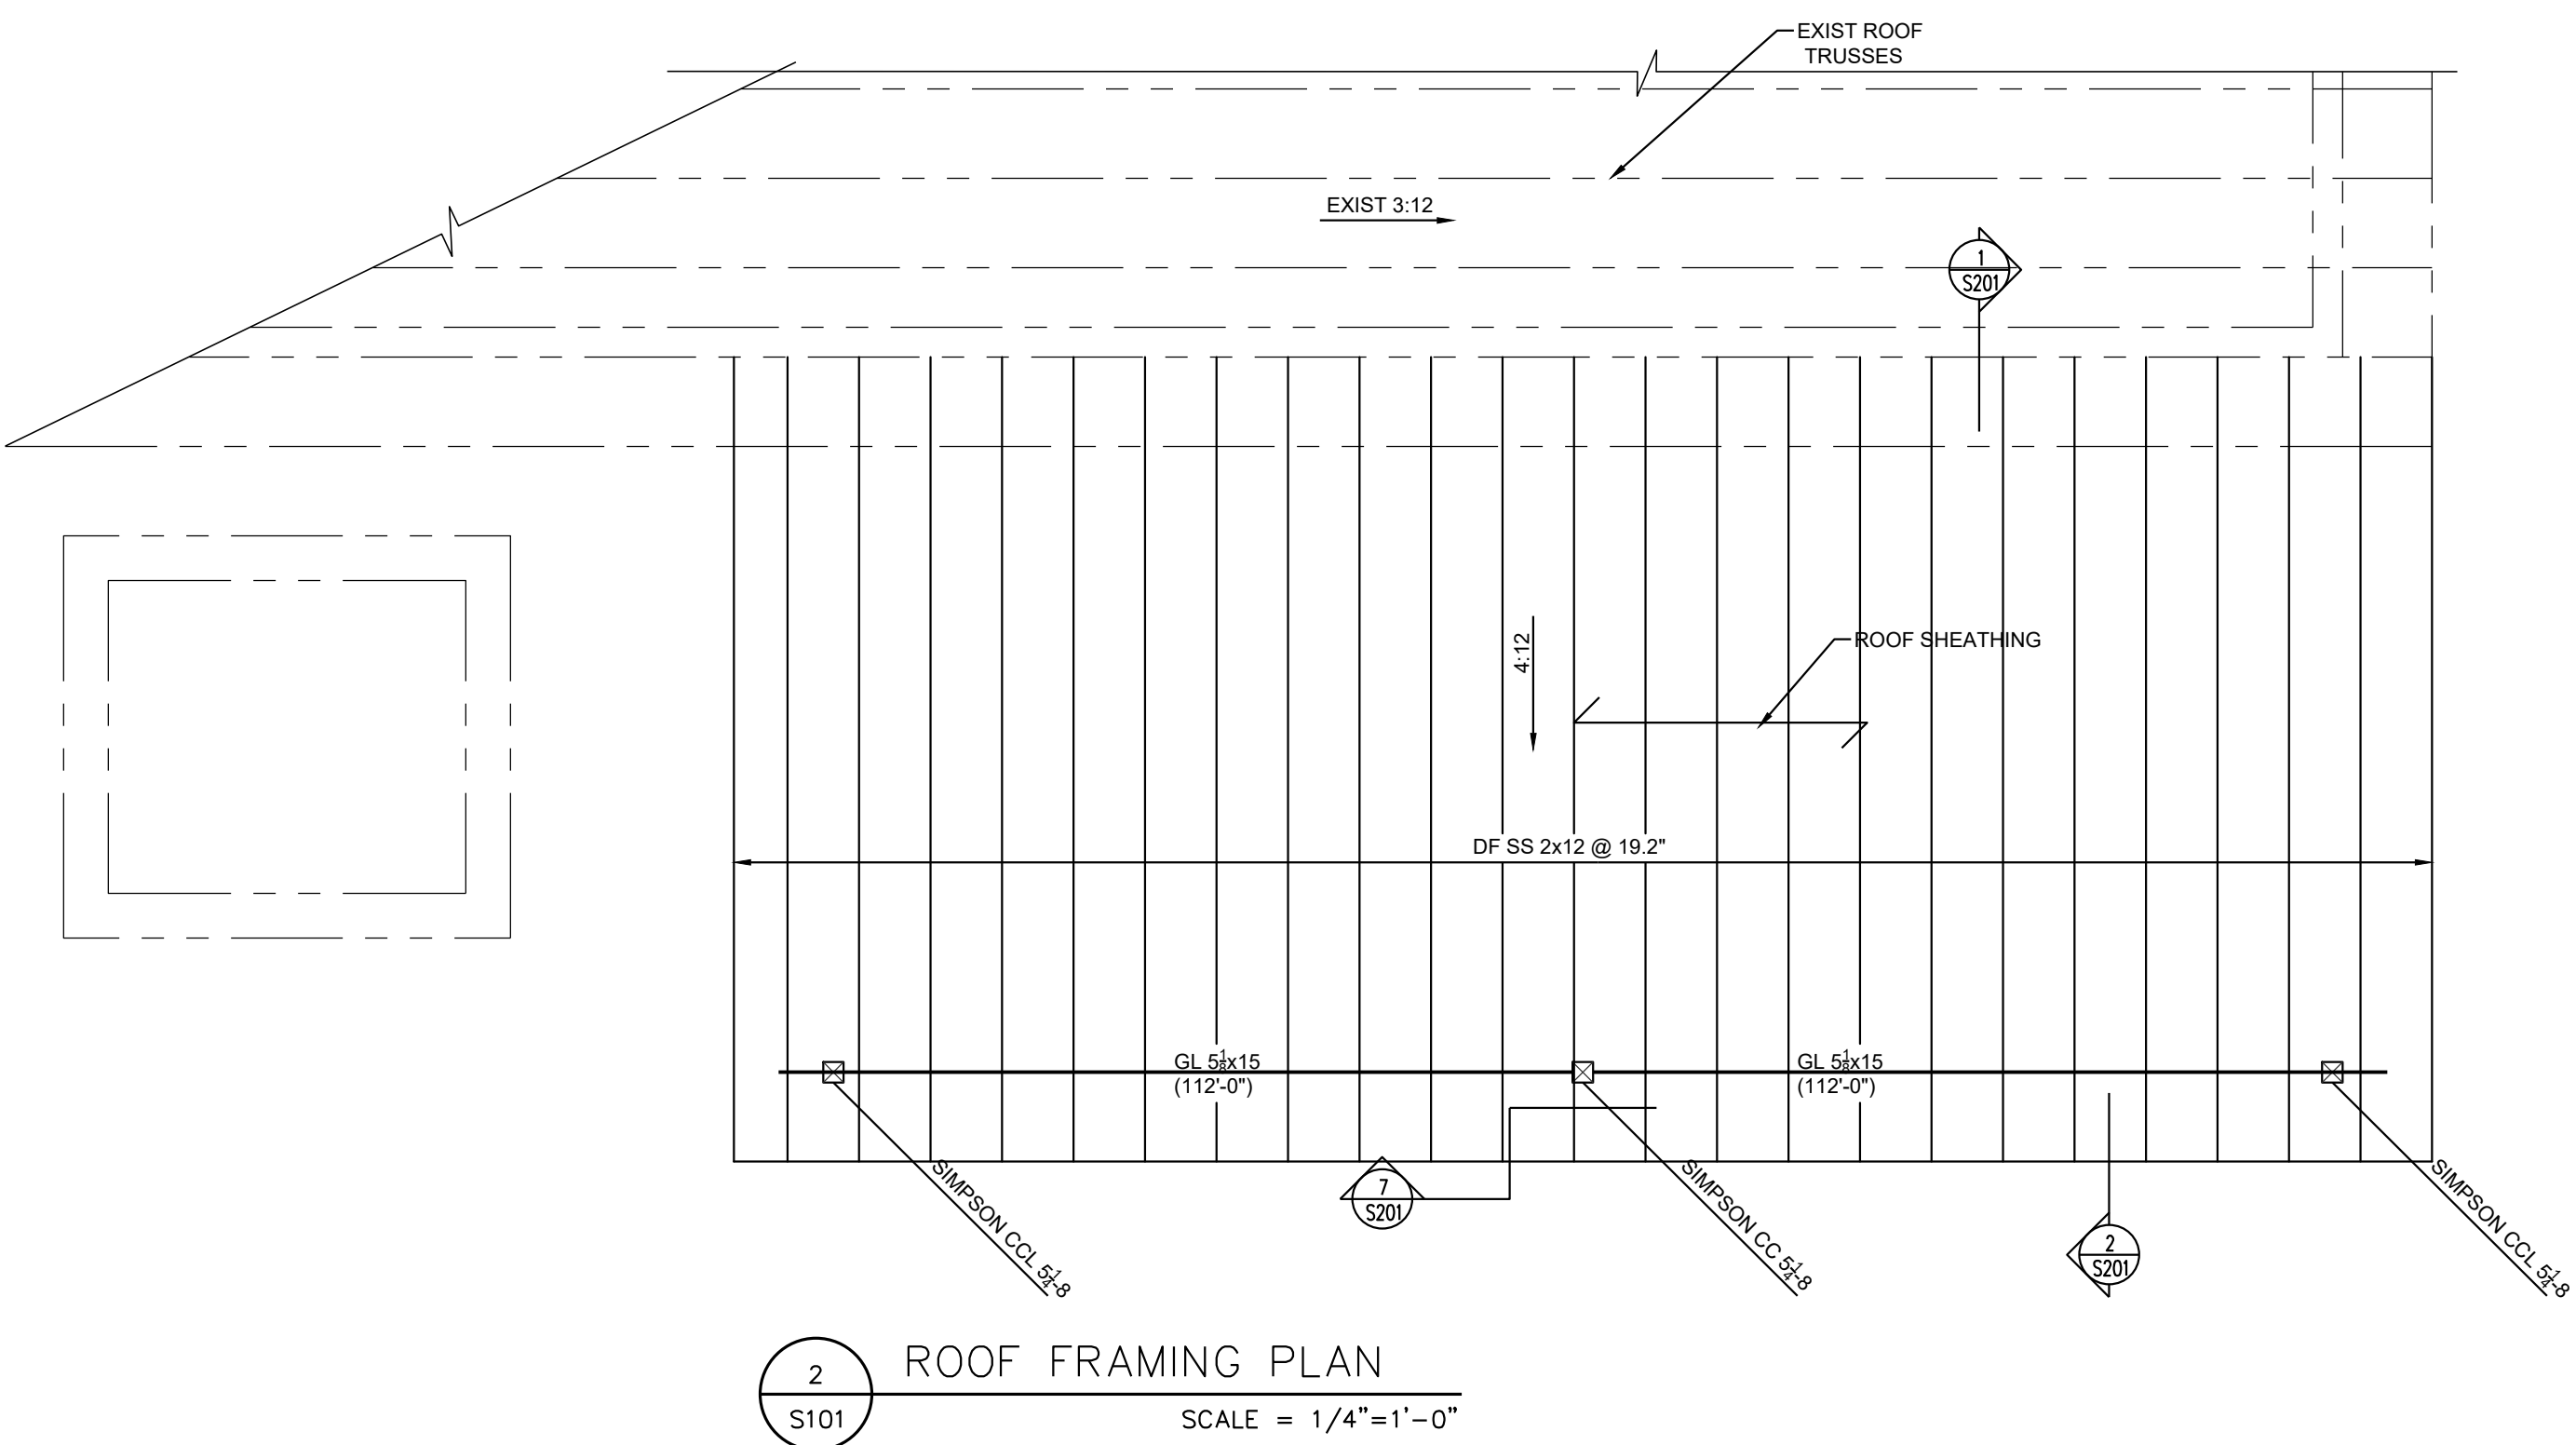 EXIST ROOF
TRUSSES
EXIST 3:12
1
S201
4:12
ROOF SHEATHING
DF SS 2x12 @ 19.2"
GL 5⅛x15
(112'-0")
GL 5⅛x15
(112'-0")
SIMPSON CCL 5¼-8
SIMPSON CC 5¼-8
SIMPSON CCL 5¼-8
7
S201
2
S201
2
S101
ROOF FRAMING PLAN
SCALE = 1/4"=1'-0"